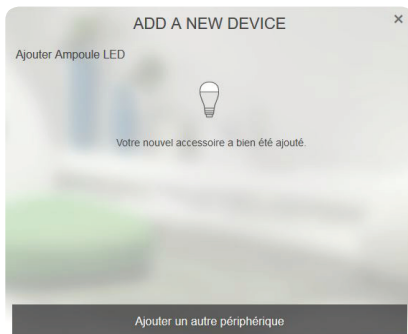 ADD A NEW DEVICE
×
Ajouter Ampoule LED
Votre nouvel accessoire a bien été ajouté.
Ajouter un autre périphérique